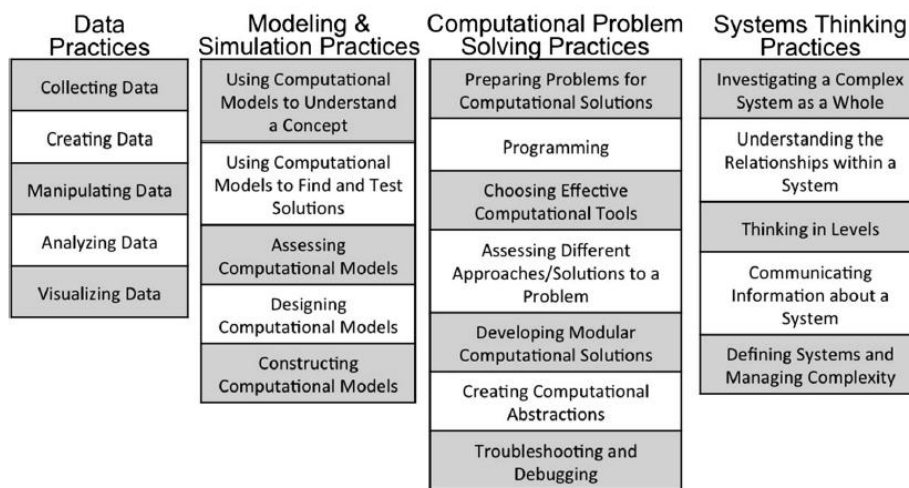 Data
Practices
Collecting Data
Creating Data
Manipulating Data
Analyzing Data
Visualizing Data
Modeling &
Simulation Practices
Using Computational
Models to Understand
a Concept
Using Computational
Models to Find and Test
Solutions
Assessing
Computational Models
Designing
Computational Models
Constructing
Computational Models
Computational Problem
Solving Practices
Preparing Problems for
Computational Solutions
Programming
Choosing Effective
Computational Tools
Assessing Different
Approaches/Solutions to a
Problem
Developing Modular
Computational Solutions
Creating Computational
Abstractions
Troubleshooting and
Debugging
Systems Thinking
Practices
Investigating a Complex
System as a Whole
Understanding the
Relationships within a
System
Thinking in Levels
Communicating
Information about a
System
Defining Systems and
Managing Complexity